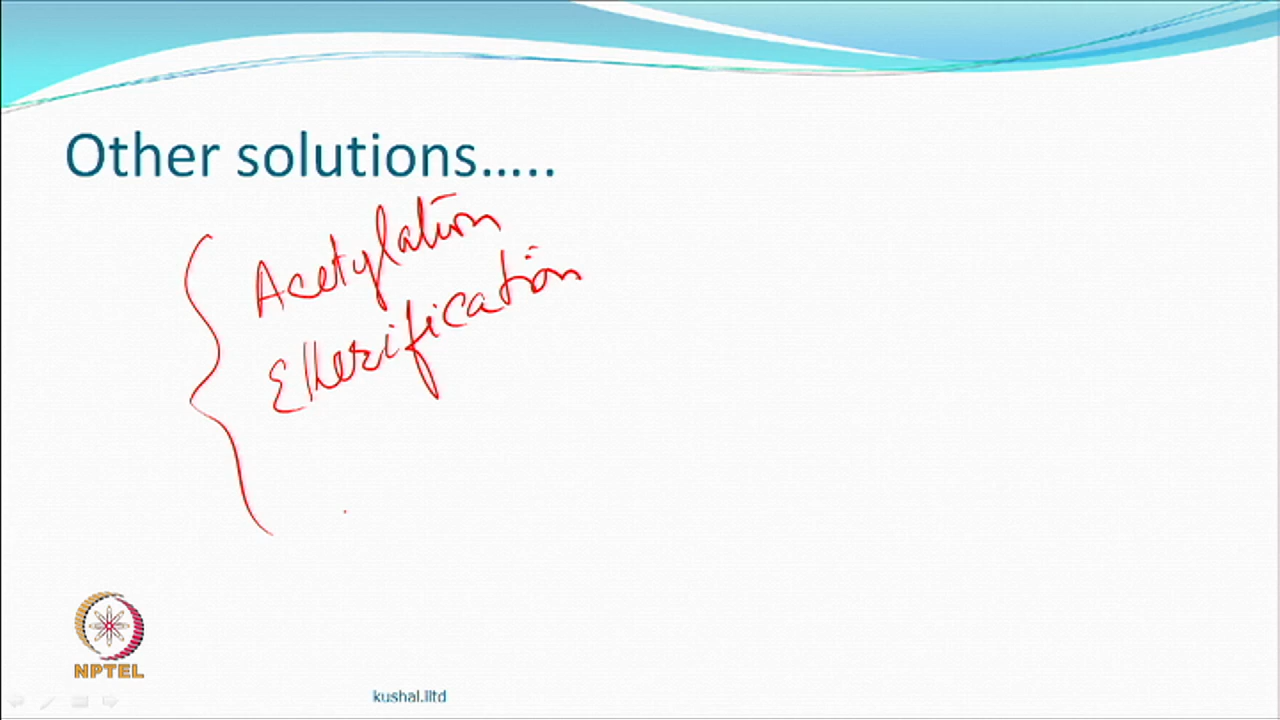 Other solutions.....
Acetylation
Etherification
NPTEL
kushal.iitd